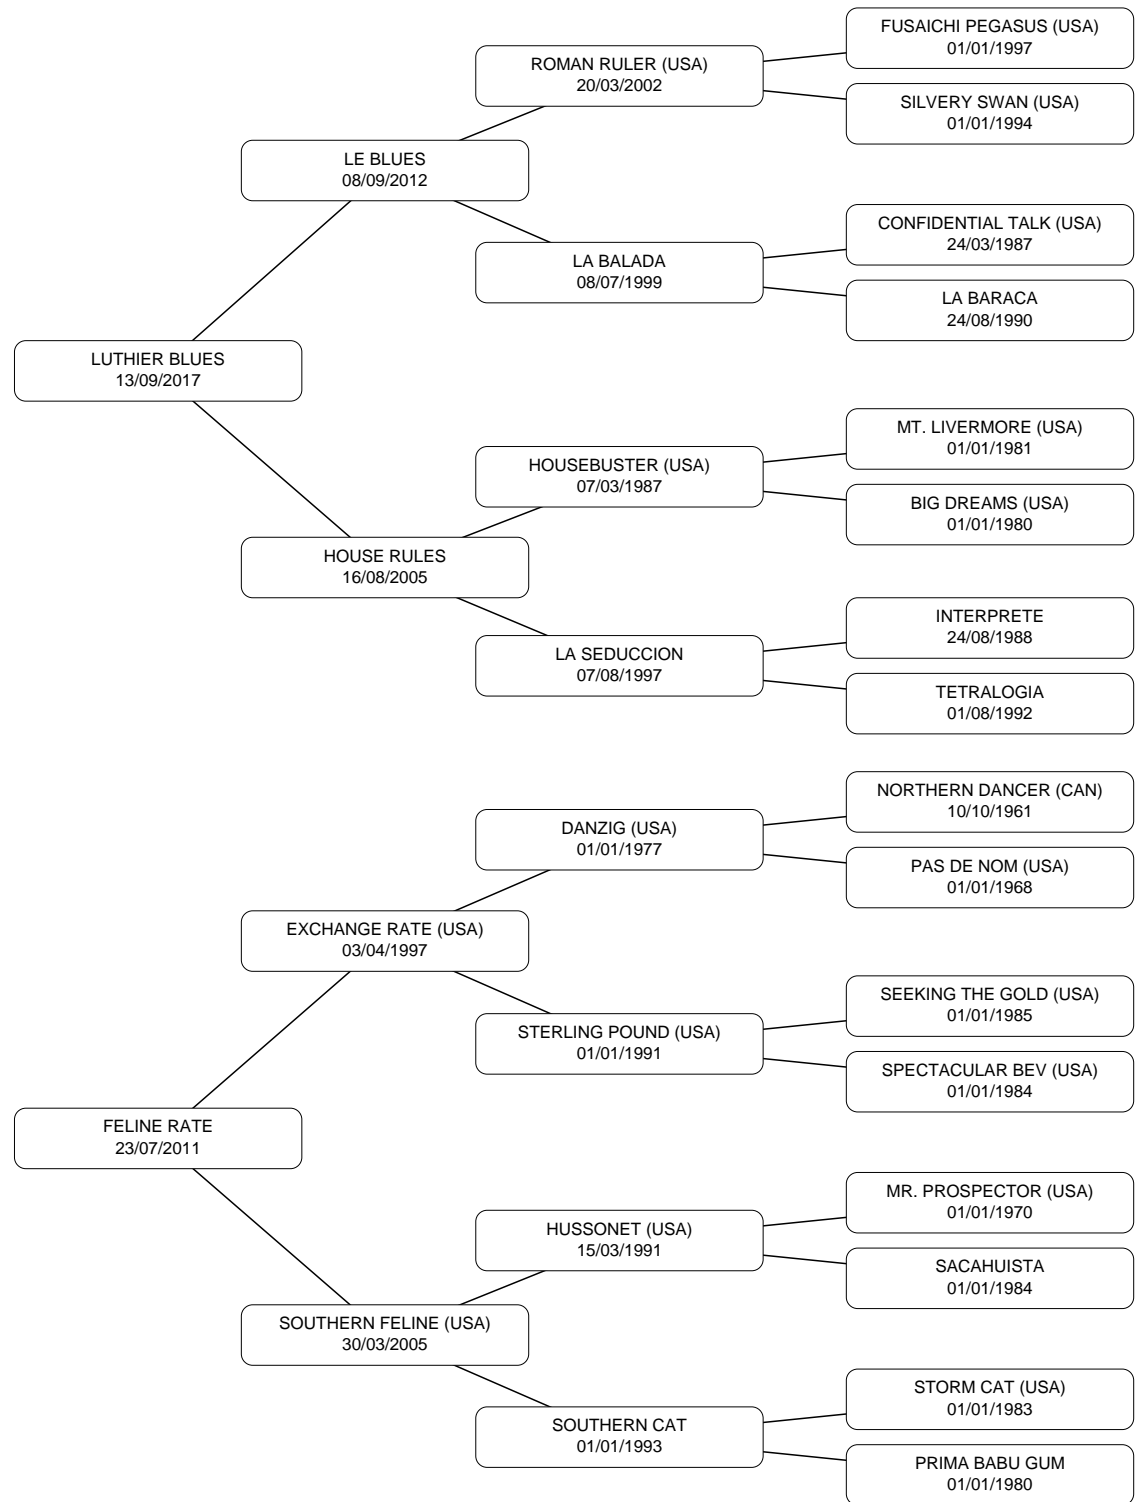 FUSAICHI PEGASUS (USA)
01/01/1997
ROMAN RULER (USA)
20/03/2002
SILVERY SWAN (USA)
01/01/1994
LE BLUES
08/09/2012
CONFIDENTIAL TALK (USA)
24/03/1987
LA BALADA
08/07/1999
LA BARACA
24/08/1990
LUTHIER BLUES
13/09/2017
MT. LIVERMORE (USA)
01/01/1981
HOUSEBUSTER (USA)
07/03/1987
BIG DREAMS (USA)
01/01/1980
HOUSE RULES
16/08/2005
INTERPRETE
24/08/1988
LA SEDUCCION
07/08/1997
TETRALOGIA
01/08/1992
NORTHERN DANCER (CAN)
10/10/1961
DANZIG (USA)
01/01/1977
PAS DE NOM (USA)
01/01/1968
EXCHANGE RATE (USA)
03/04/1997
SEEKING THE GOLD (USA)
01/01/1985
STERLING POUND (USA)
01/01/1991
SPECTACULAR BEV (USA)
01/01/1984
FELINE RATE
23/07/2011
MR. PROSPECTOR (USA)
01/01/1970
HUSSONET (USA)
15/03/1991
SACAHUISTA
01/01/1984
SOUTHERN FELINE (USA)
30/03/2005
STORM CAT (USA)
01/01/1983
SOUTHERN CAT
01/01/1993
PRIMA BABU GUM
01/01/1980